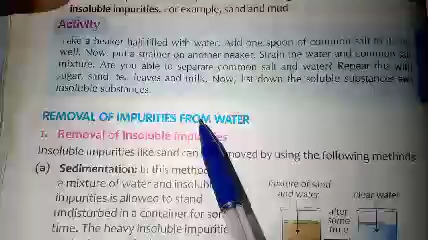 insoluble impurities. For example, sand and mud
Activity
Take a beaker half-filled with water. Add one spoon of common salt to it
well. Now, put a strainer on another beaker. Strain the water and common salt
mixture. Are you able to separate common salt and water? Repeat this with
sugar, sand, tea leaves and milk. Now, list down the soluble substances and
insoluble substances.
REMOVAL OF IMPURITIES FROM WATER
1. Removal of Insoluble Impurities
Insoluble impurities like sand can removed by using the following methods
(a) Sedimentation: In this method
a mixture of water and insoluble
impurities is allowed to stand
undisturbed in a container for some
time. The heavy insoluble impurities
Mixture of sand
and water
after
some
time
Clear water